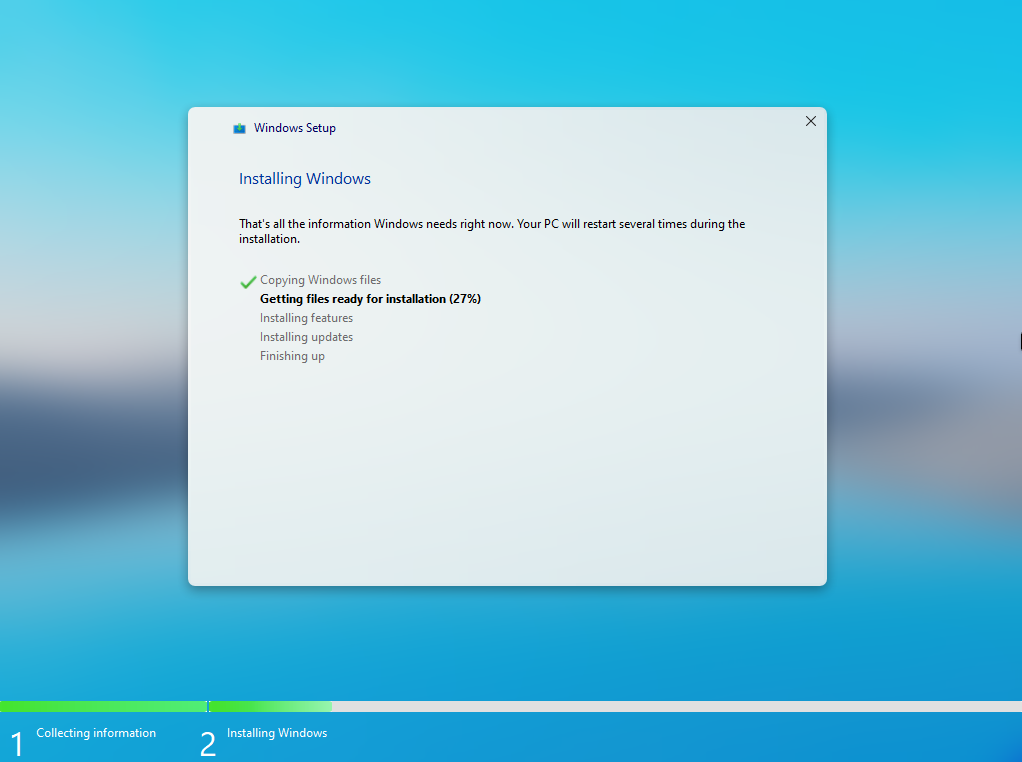 Windows Setup
Installing Windows
That's all the information Windows needs right now. Your PC will restart several times during the
installation.
Copying Windows files
Getting files ready for installation (27%)
Installing features
Installing updates
Finishing up
1 Collecting information
2 Installing Windows